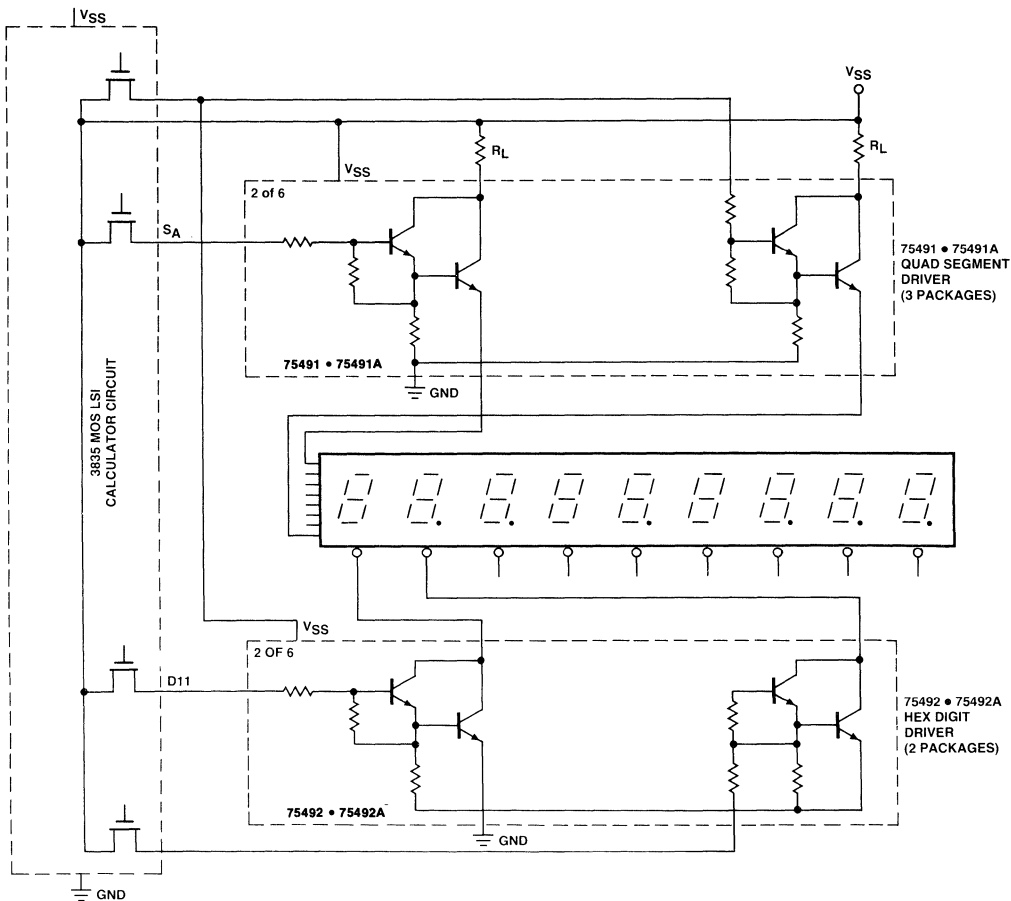 VSS
VSS
RL
RL
VSS
2 of 6
SA
75491 • 75491A
QUAD SEGMENT
DRIVER
(3 PACKAGES)
75491 • 75491A
GND
3835 MOS LSI
CALCULATOR CIRCUIT
VSS
2 OF 6
D11
75492 • 75492A
HEX DIGIT
DRIVER
(2 PACKAGES)
75492 • 75492A
GND
GND